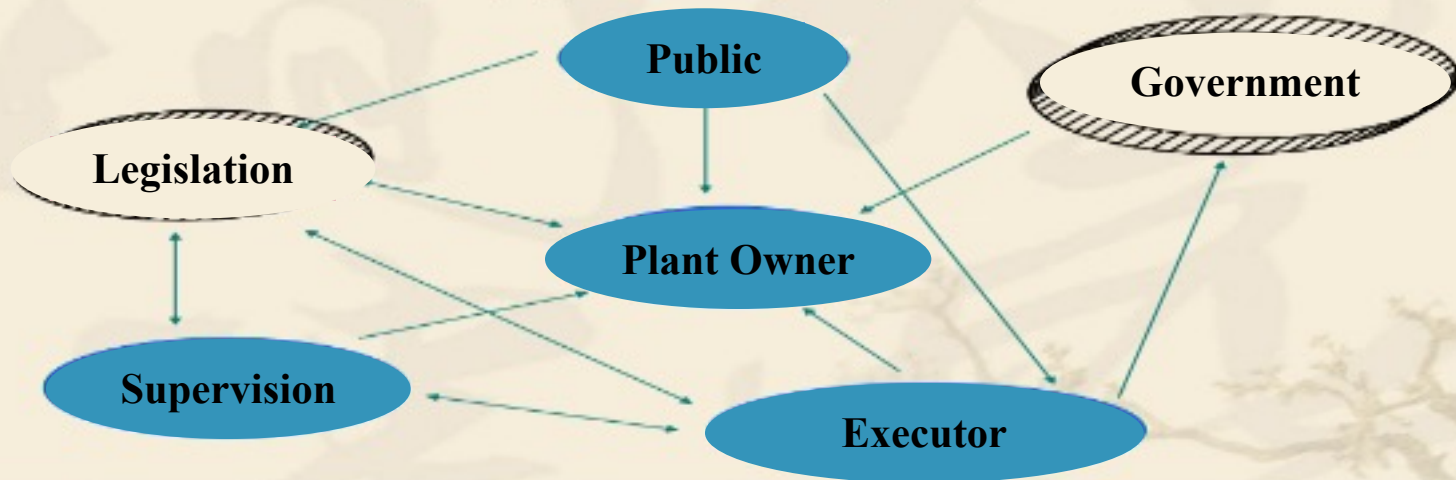 Public
Government
Legislation
Plant Owner
Supervision
Executor